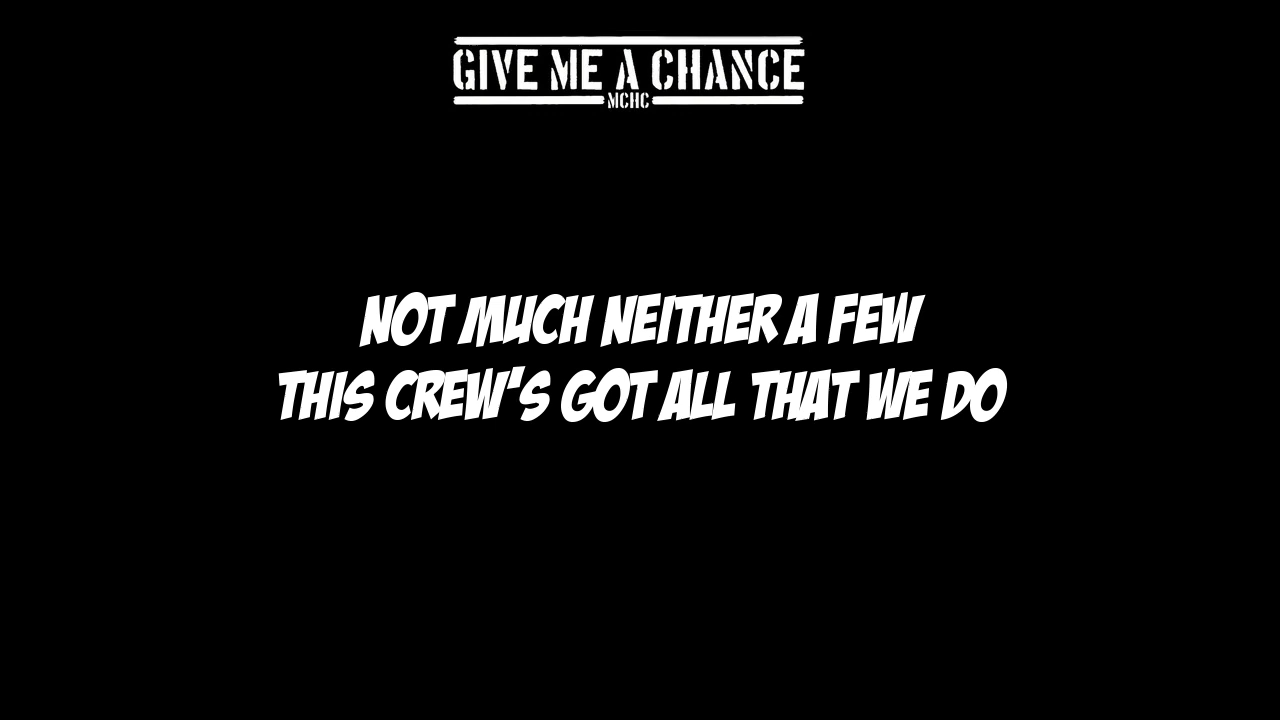 GIVE ME A CHANCE
MCHC
NOT MUCH NEITHER A FEW
THIS CREW'S GOT ALL THAT WE DO